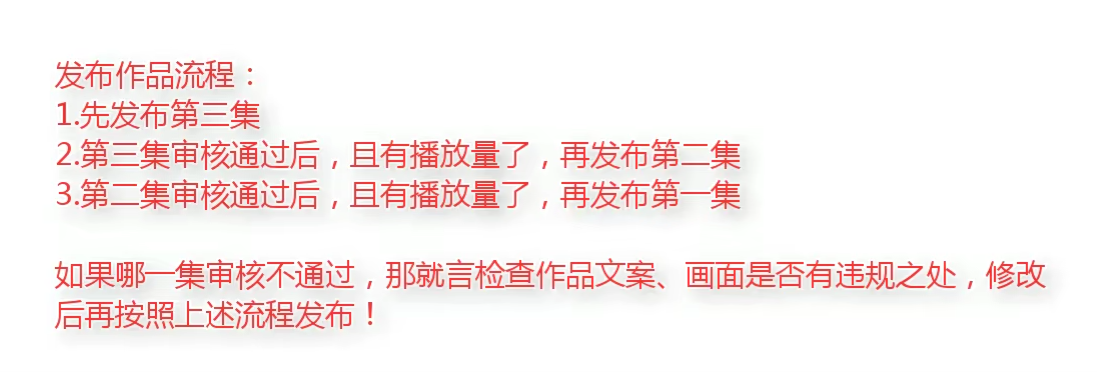 发布作品流程：
1.先发布第三集
2.第三集审核通过后，且有播放量了，再发布第二集
3.第二集审核通过后，且有播放量了，再发布第一集
如果哪一集审核不通过，那就言检查作品文案、画面是否有违规之处，修改
后再按照上述流程发布！